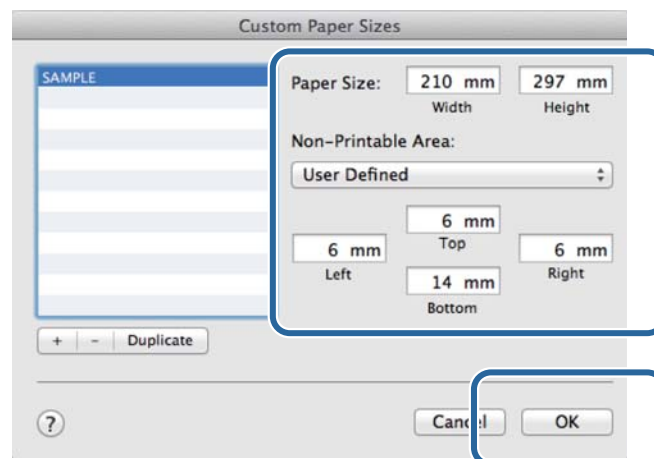 Custom Paper Sizes
SAMPLE
Paper Size: 210 mm 297 mm
Width Height
Non-Printable Area:
User Defined
6 mm
Top
6 mm 6 mm
Left Right
14 mm
Bottom
+ - Duplicate
? Cancel OK